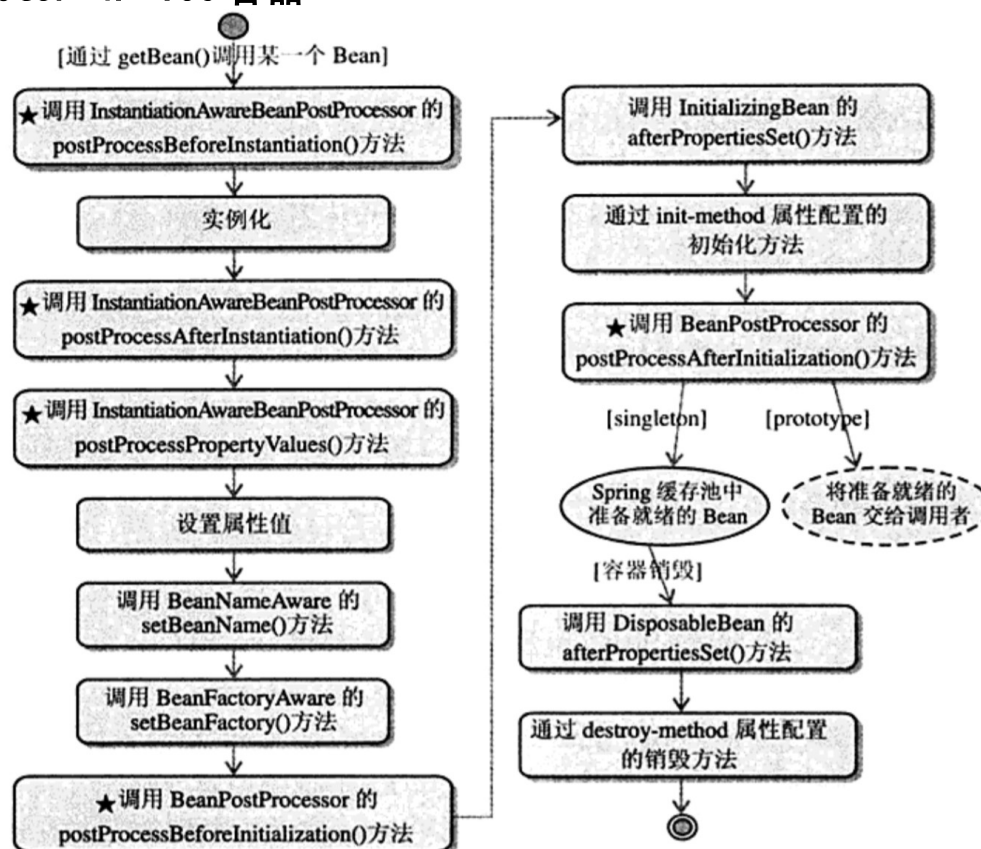 [通过 getBean()调用某一个 Bean]
★调用 InstantiationAwareBeanPostProcessor 的
postProcessBeforeInstantiation()方法
实例化
★调用 InstantiationAwareBeanPostProcessor 的
postProcessAfterInstantiation()方法
★调用 InstantiationAwareBeanPostProcessor 的
postProcessPropertyValues()方法
设置属性值
调用 BeanNameAware 的
setBeanName()方法
调用 BeanFactoryAware 的
setBeanFactory()方法
★调用 BeanPostProcessor 的
postProcessBeforeInitialization()方法
调用 InitializingBean 的
afterPropertiesSet()方法
通过 init-method 属性配置的
初始化方法
★调用 BeanPostProcessor 的
postProcessAfterInitialization()方法
[singleton]
[prototype]
Spring 缓存池中
准备就绪的 Bean
将准备就绪的
Bean 交给调用者
[容器销毁]
调用 DisposableBean 的
afterPropertiesSet()方法
通过 destroy-method 属性配置
的销毁方法